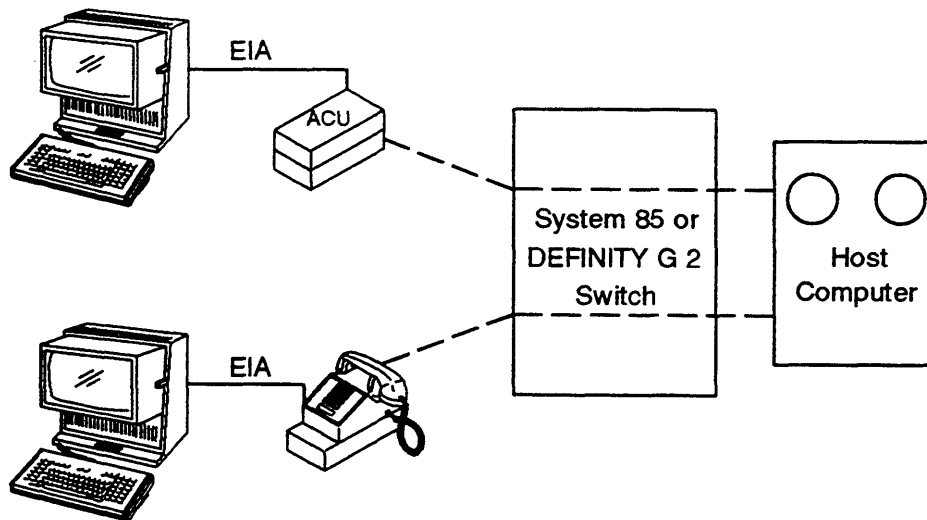 EIA
ACU
System 85 or
DEFINITY G 2
Switch
Host
Computer
EIA